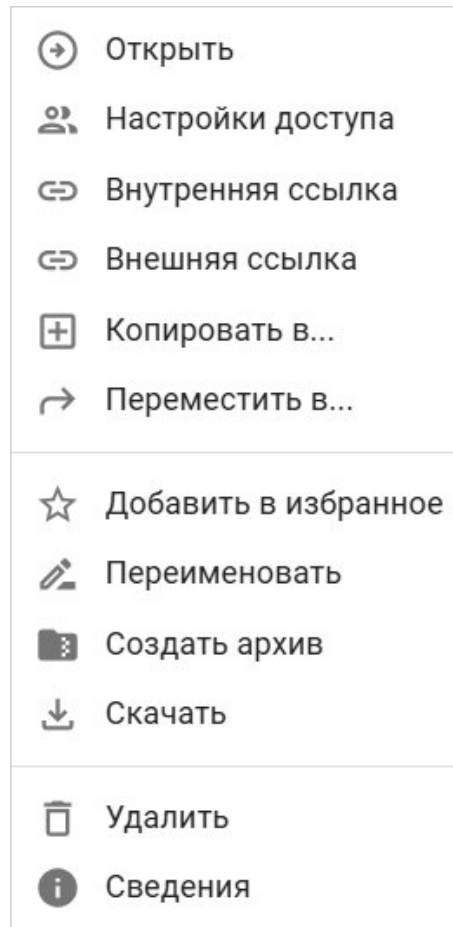 Открыть
Настройки доступа
Внутренняя ссылка
Внешняя ссылка
Копировать в...
Переместить в...
Добавить в избранное
Переименовать
Создать архив
Скачать
Удалить
Сведения